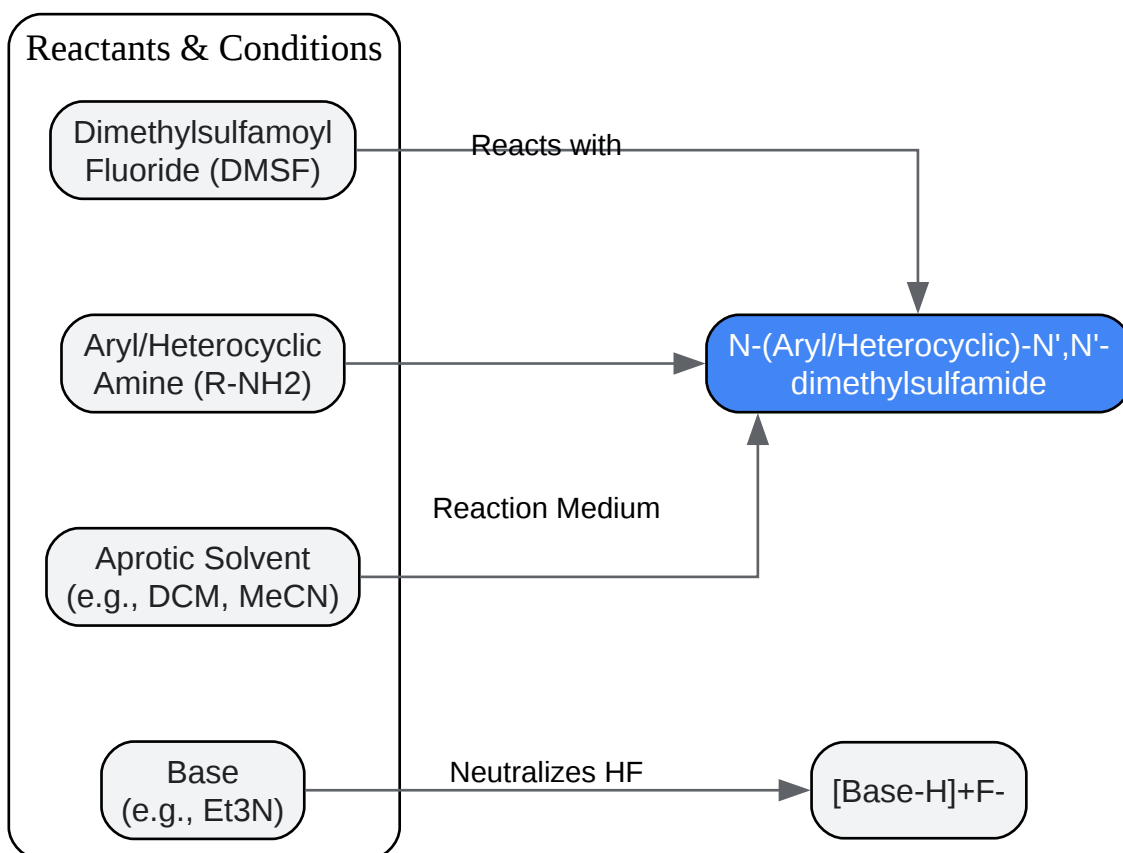 Reactants & Conditions
Dimethylsulfamoyl
Fluoride (DMSF)
Reacts with
Aryl/Heterocyclic
Amine (R-NH2)
N-(Aryl/Heterocyclic)-N',N'-
dimethylsulfamide
Reaction Medium
Aprotic Solvent
(e.g., DCM, MeCN)
Base
(e.g., Et3N)
Neutralizes HF
[Base-H]+F-